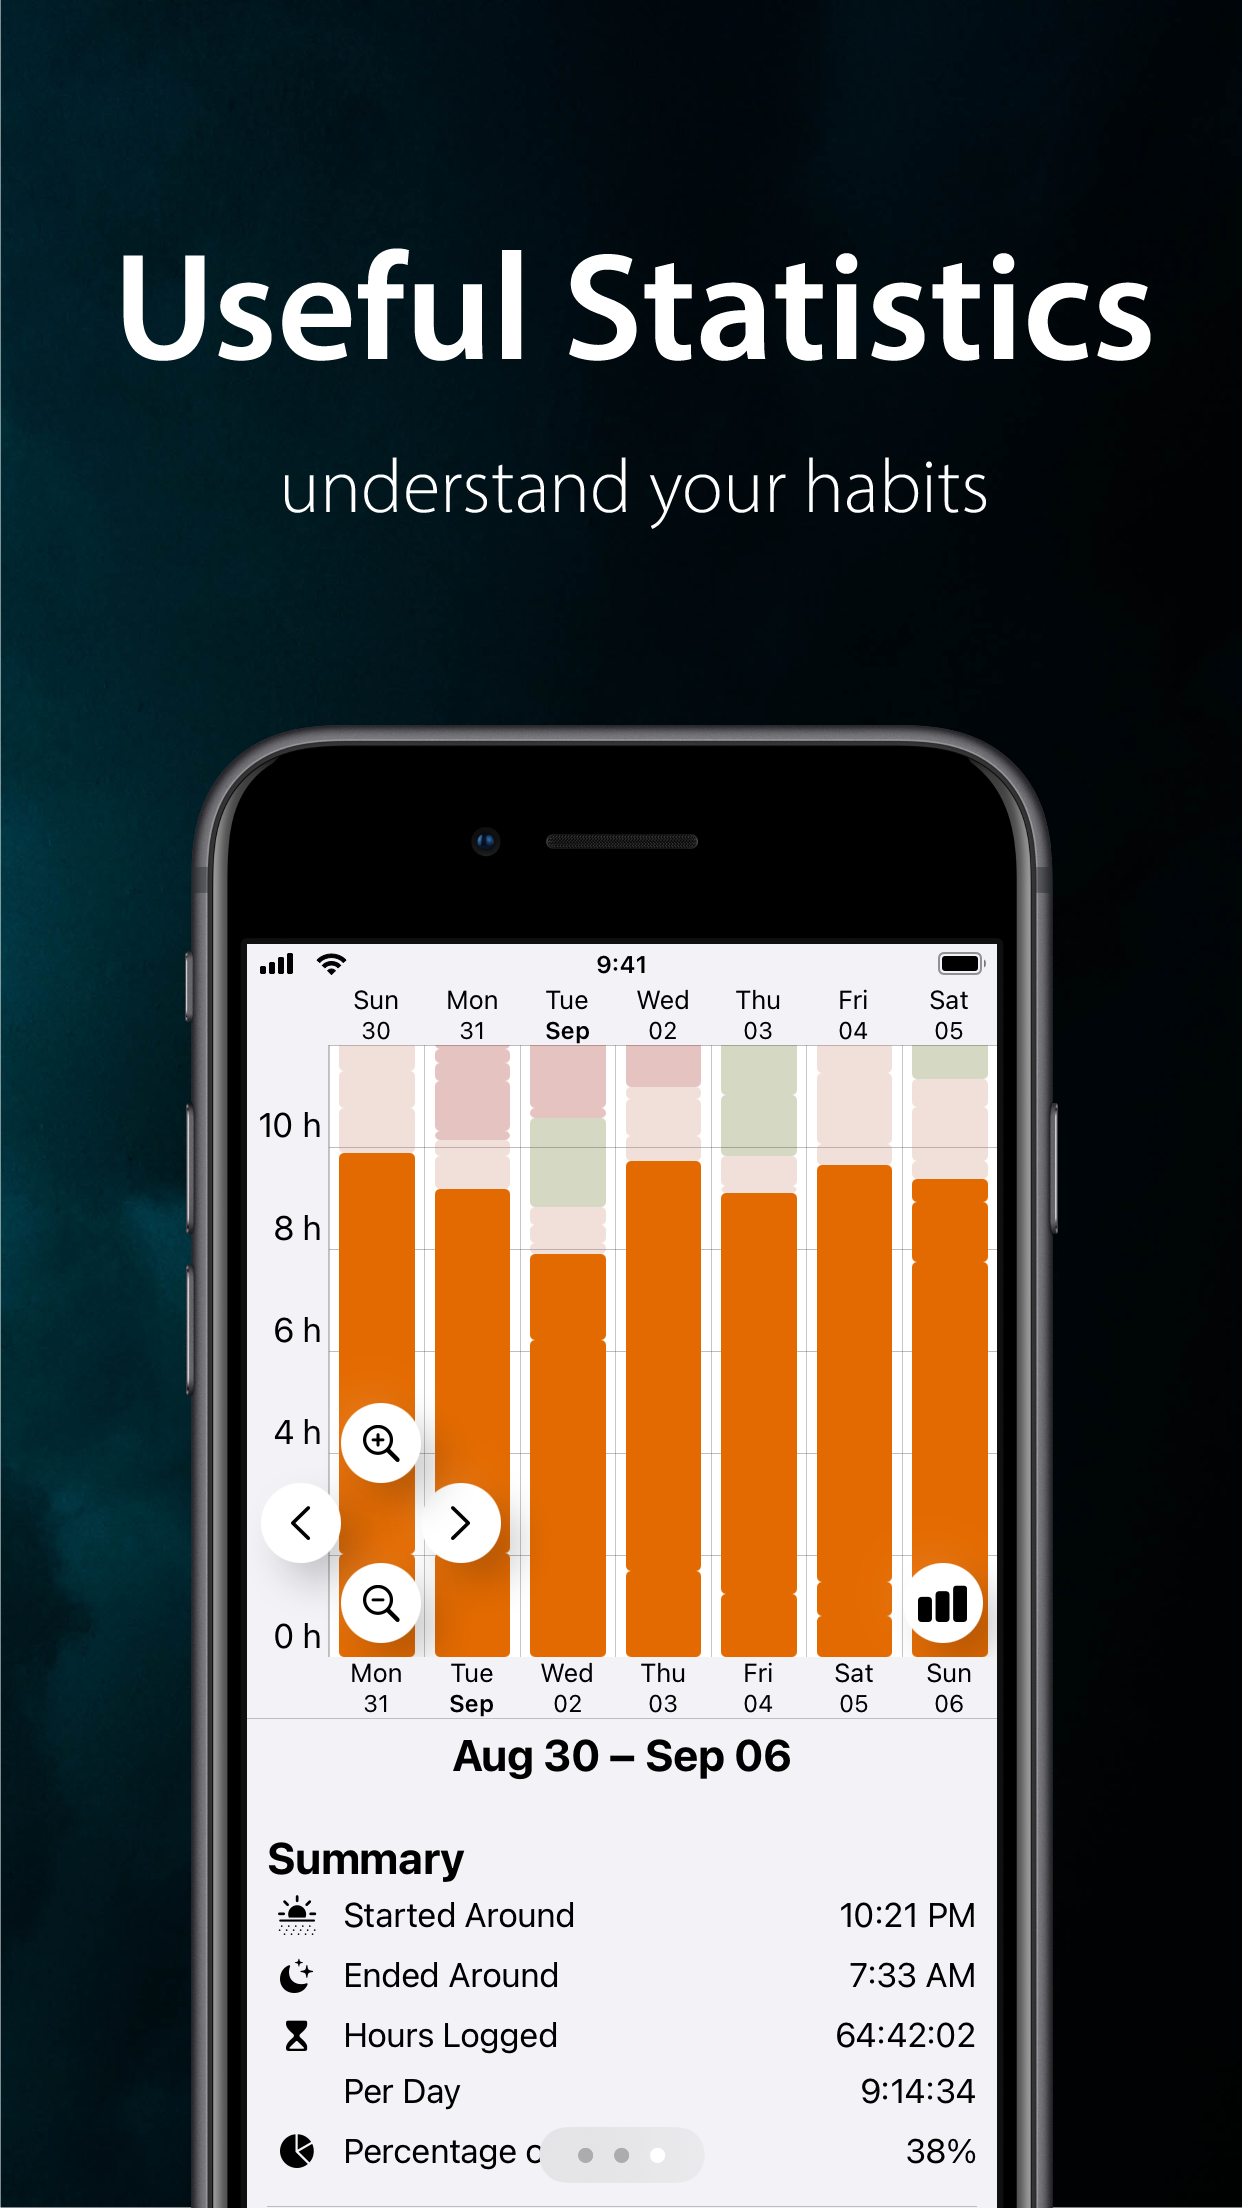 Useful Statistics
understand your habits
9:41
Sun Mon Tue Wed Thu Fri Sat
30 31 Sep 02 03 04 05
10 h
8 h
6 h
4 h
0 h
Mon Tue Wed Thu Fri Sat Sun
31 Sep 02 03 04 05 06
Aug 30 – Sep 06
Summary
Started Around 10:21 PM
Ended Around 7:33 AM
Hours Logged 64:42:02
Per Day 9:14:34
Percentage 38%